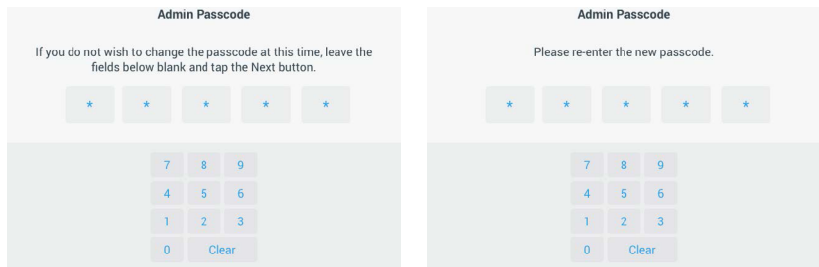 Admin Passcode
If you do not wish to change the passcode at this time, leave the
fields below blank and tap the Next button.
* * * * *
7 8 9
4 5 6
1 2 3
0 Clear
Admin Passcode
Please re-enter the new passcode.
* * * * *
7 8 9
4 5 6
1 2 3
0 Clear